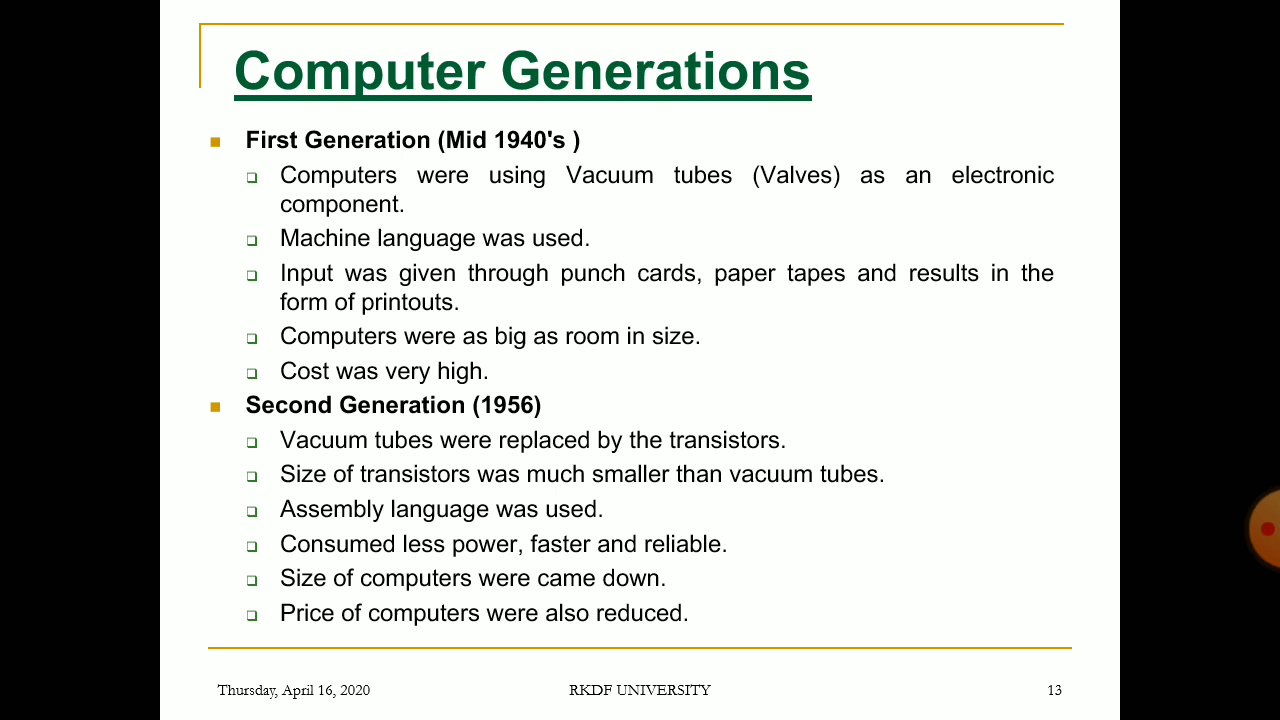 Computer Generations
First Generation (Mid 1940's )
Computers were using Vacuum tubes (Valves) as an electronic
component.
Machine language was used.
Input was given through punch cards, paper tapes and results in the
form of printouts.
Computers were as big as room in size.
Cost was very high.
Second Generation (1956)
Vacuum tubes were replaced by the transistors.
Size of transistors was much smaller than vacuum tubes.
Assembly language was used.
Consumed less power, faster and reliable.
Size of computers were came down.
Price of computers were also reduced.
Thursday, April 16, 2020 RKDF UNIVERSITY 13